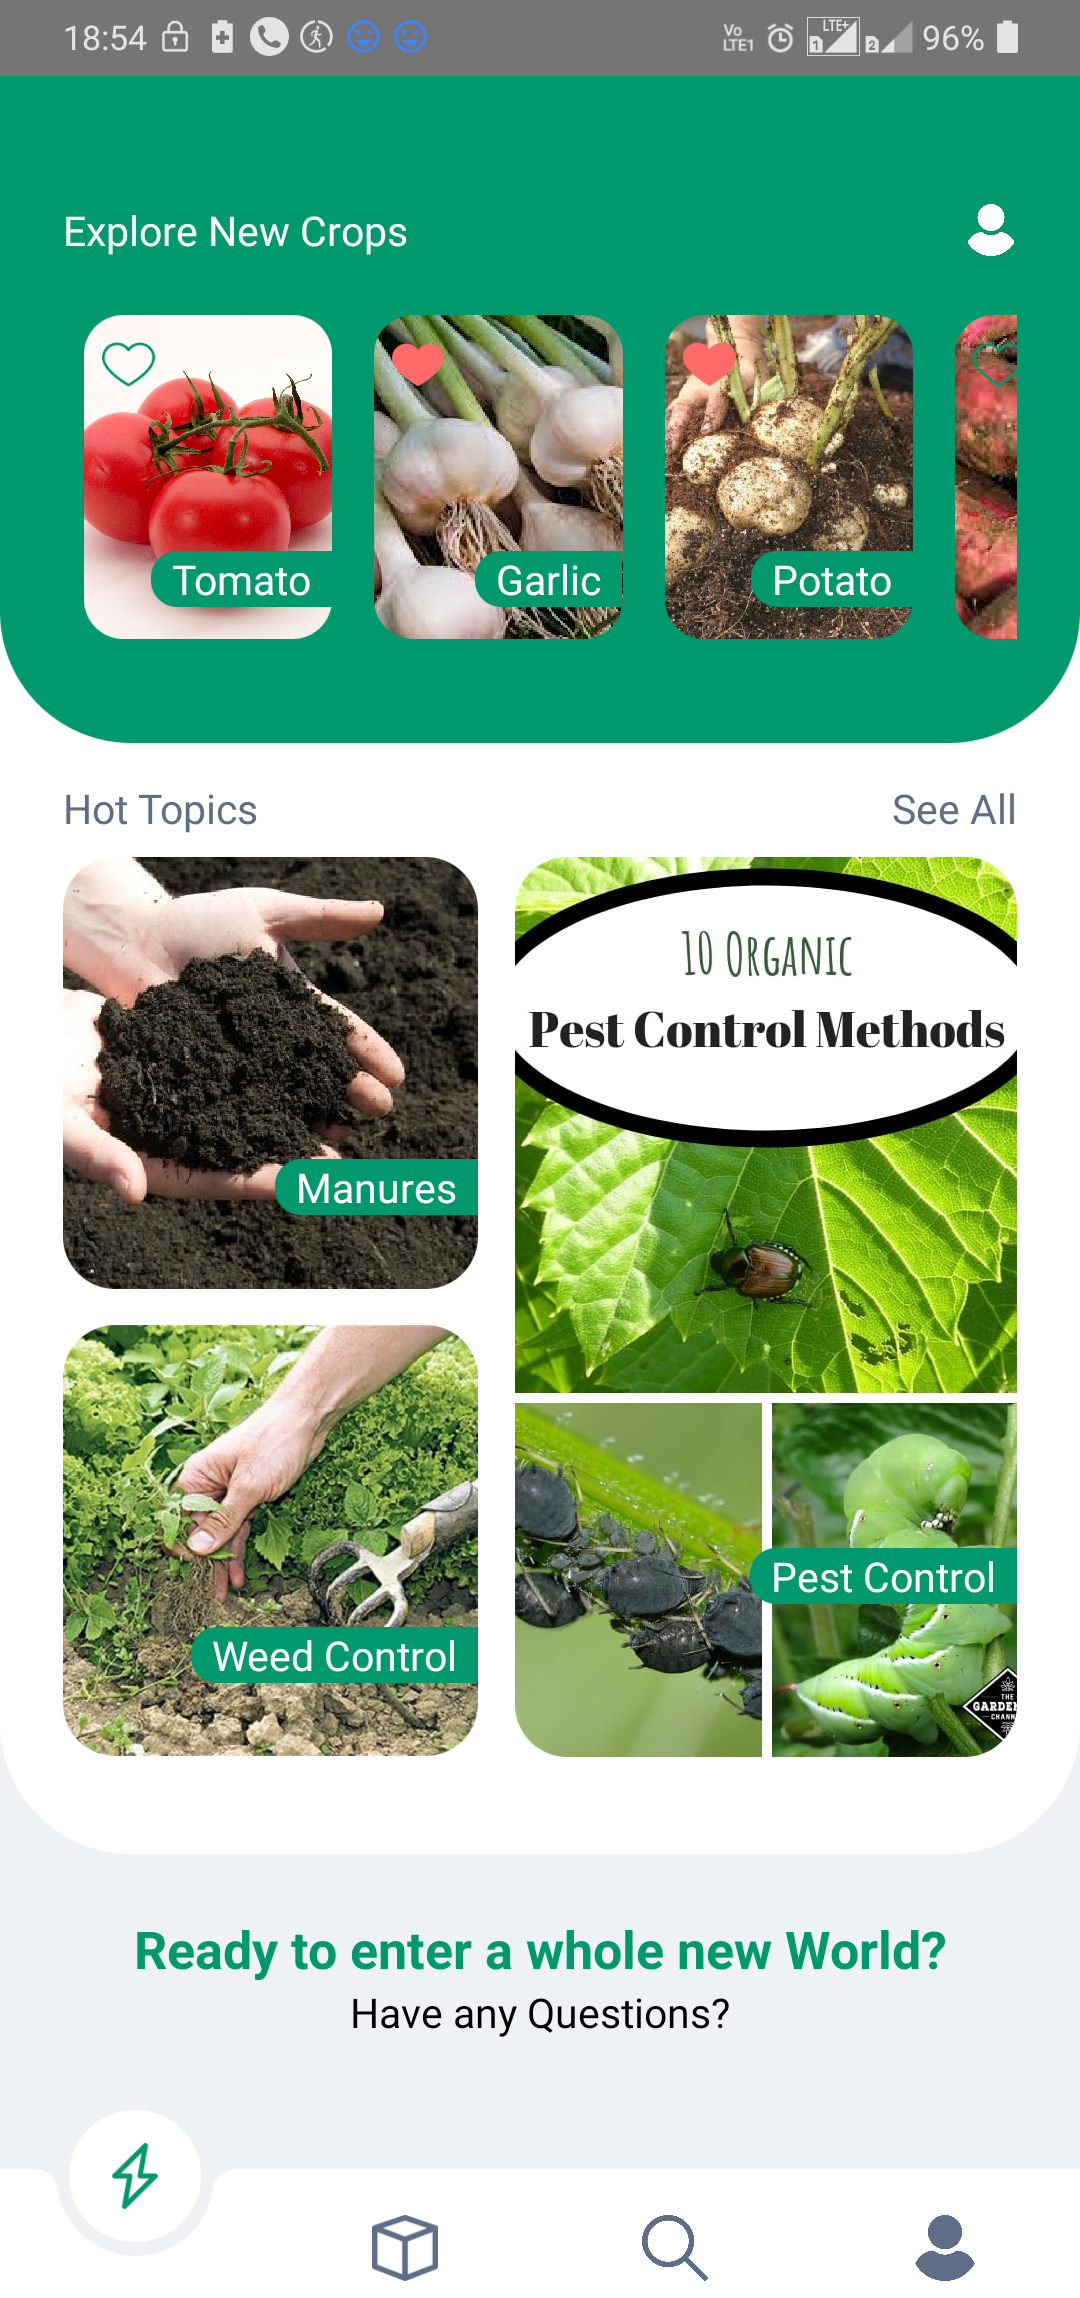 18:54
Vo LTE1
LTE+
1
2
96%
Explore New Crops
Tomato
Garlic
Potato
Hot Topics
See All
Manures
10 Organic
Pest Control Methods
Weed Control
Pest Control
THE
Ready to enter a whole new World?
Have any Questions?